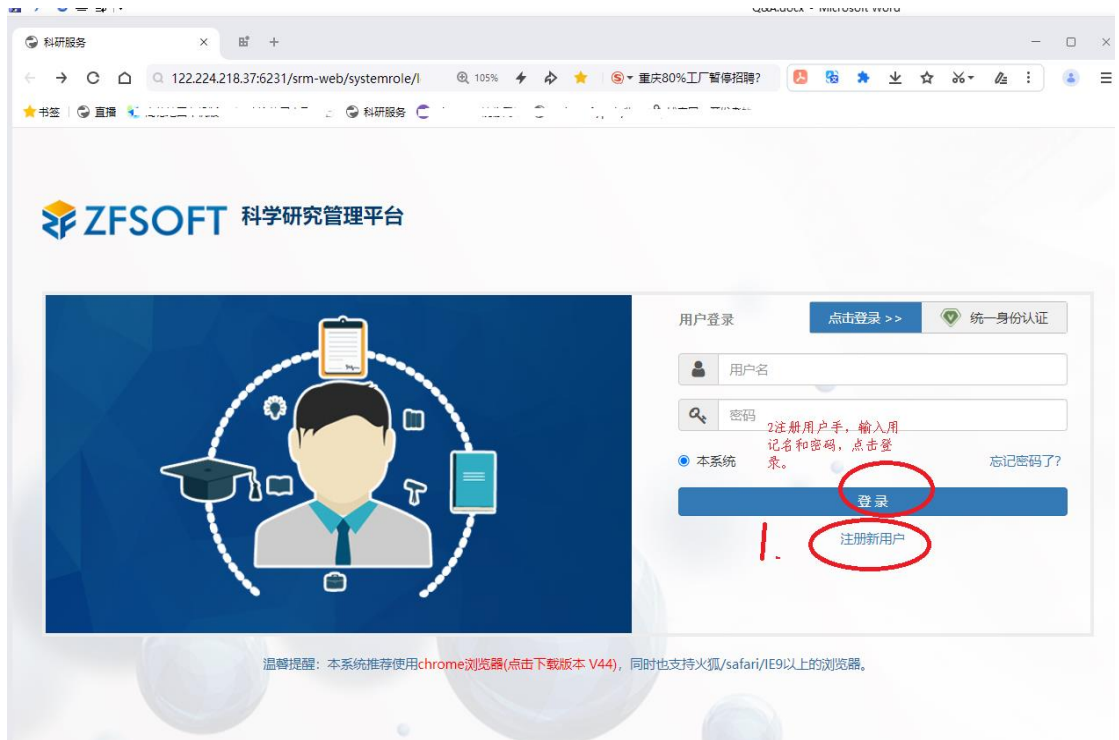 Q&A.docx - Microsoft Word
科研服务
122.224.218.37:6231/srm-web/systemrole/l
105%
重庆80%工厂暂停招聘?
书签
直播
科研服务
ZFSOFT 科学研究管理平台
用户登录
点击登录 >>
统一身份认证
用户名
密码
2注册用户手，输入用
记名和密码，点击登
录。
本系统
忘记密码了?
登录
1.
注册新用户
温馨提醒：本系统推荐使用chrome浏览器(点击下载版本 V44)，同时也支持火狐/safari/IE9以上的浏览器。